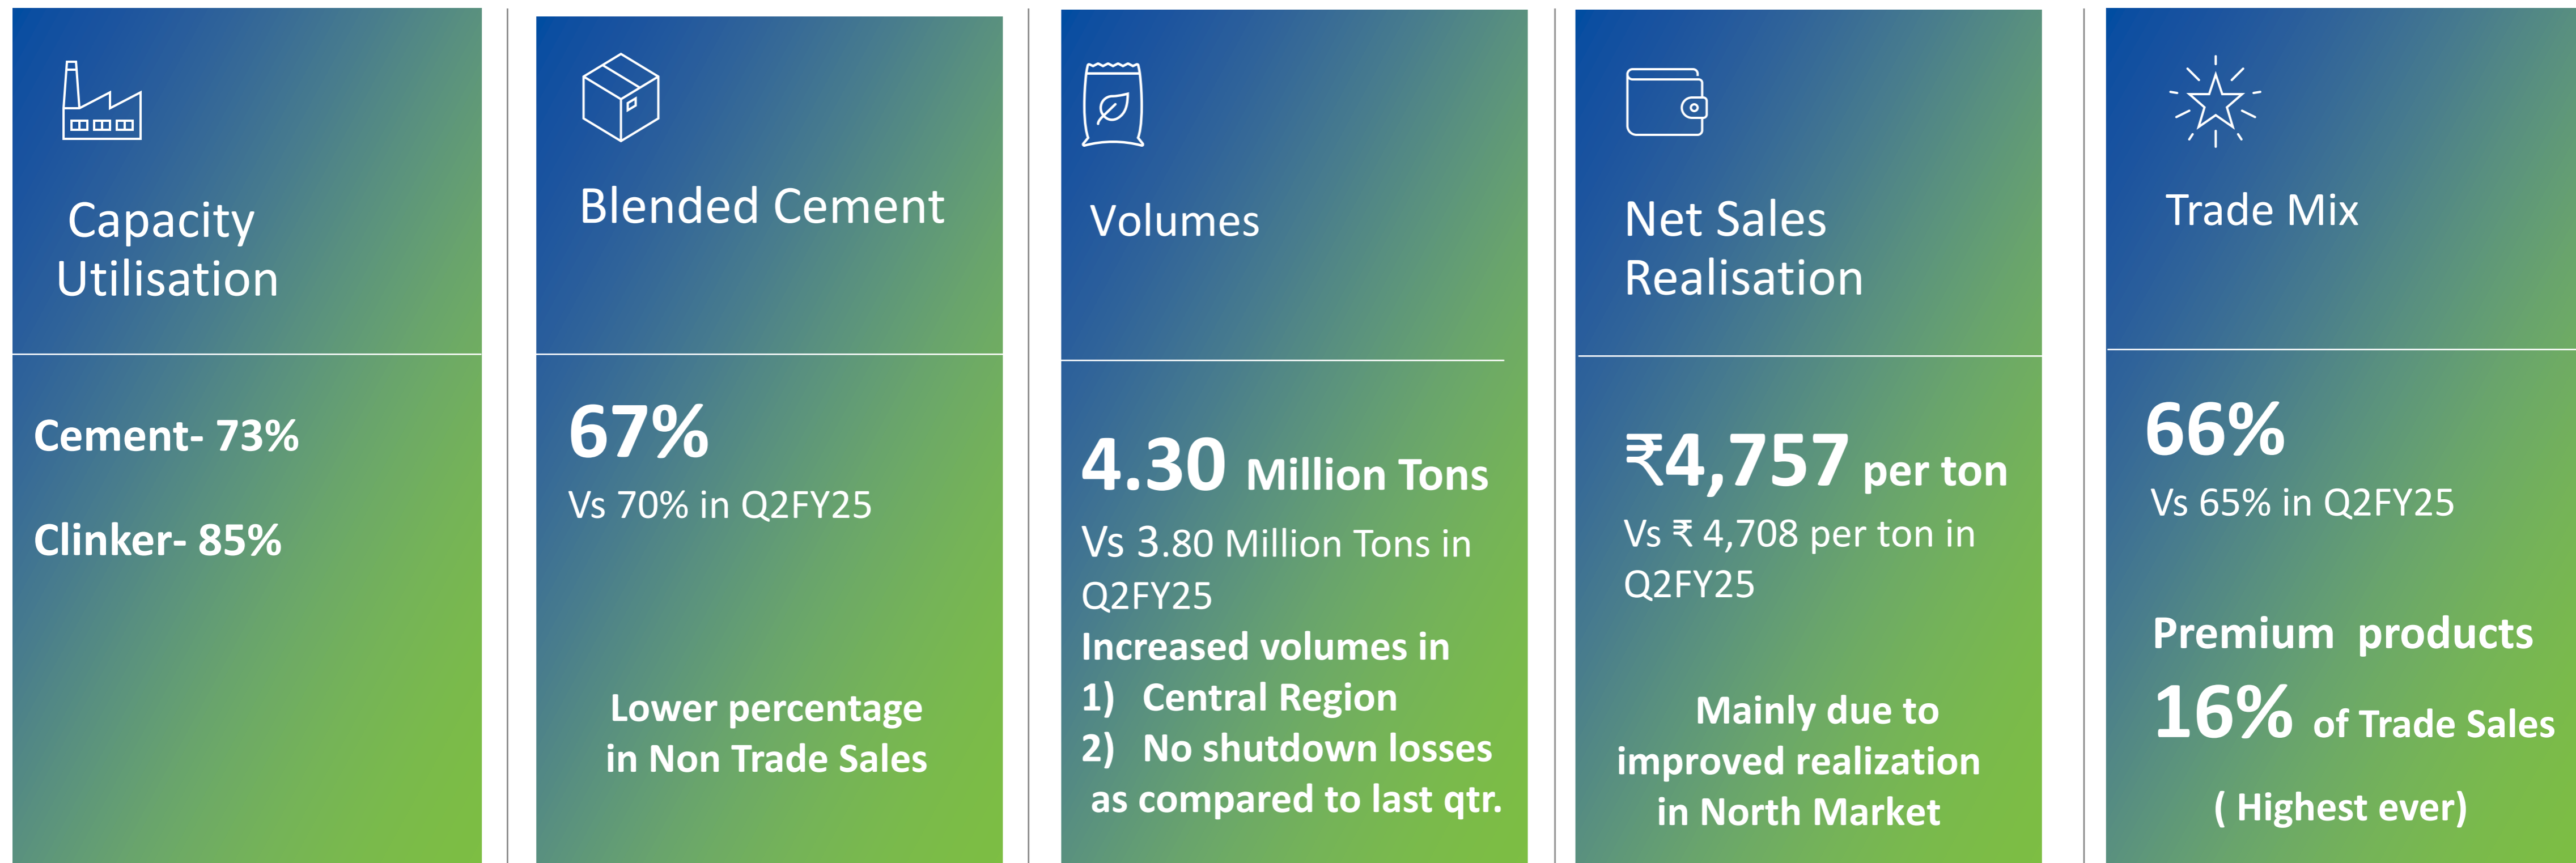 Capacity
Utilisation
Cement- 73%
Clinker- 85%
Blended Cement
67%
Vs 70% in Q2FY25
Lower percentage
in Non Trade Sales
Volumes
4.30 Million Tons
Vs 3.80 Million Tons in
Q2FY25
Increased volumes in
1) Central Region
2) No shutdown losses
as compared to last qtr.
Net Sales
Realisation
₹4,757 per ton
Vs ₹ 4,708 per ton in
Q2FY25
Mainly due to
improved realization
in North Market
Trade Mix
66%
Vs 65% in Q2FY25
Premium products
16% of Trade Sales
( Highest ever)